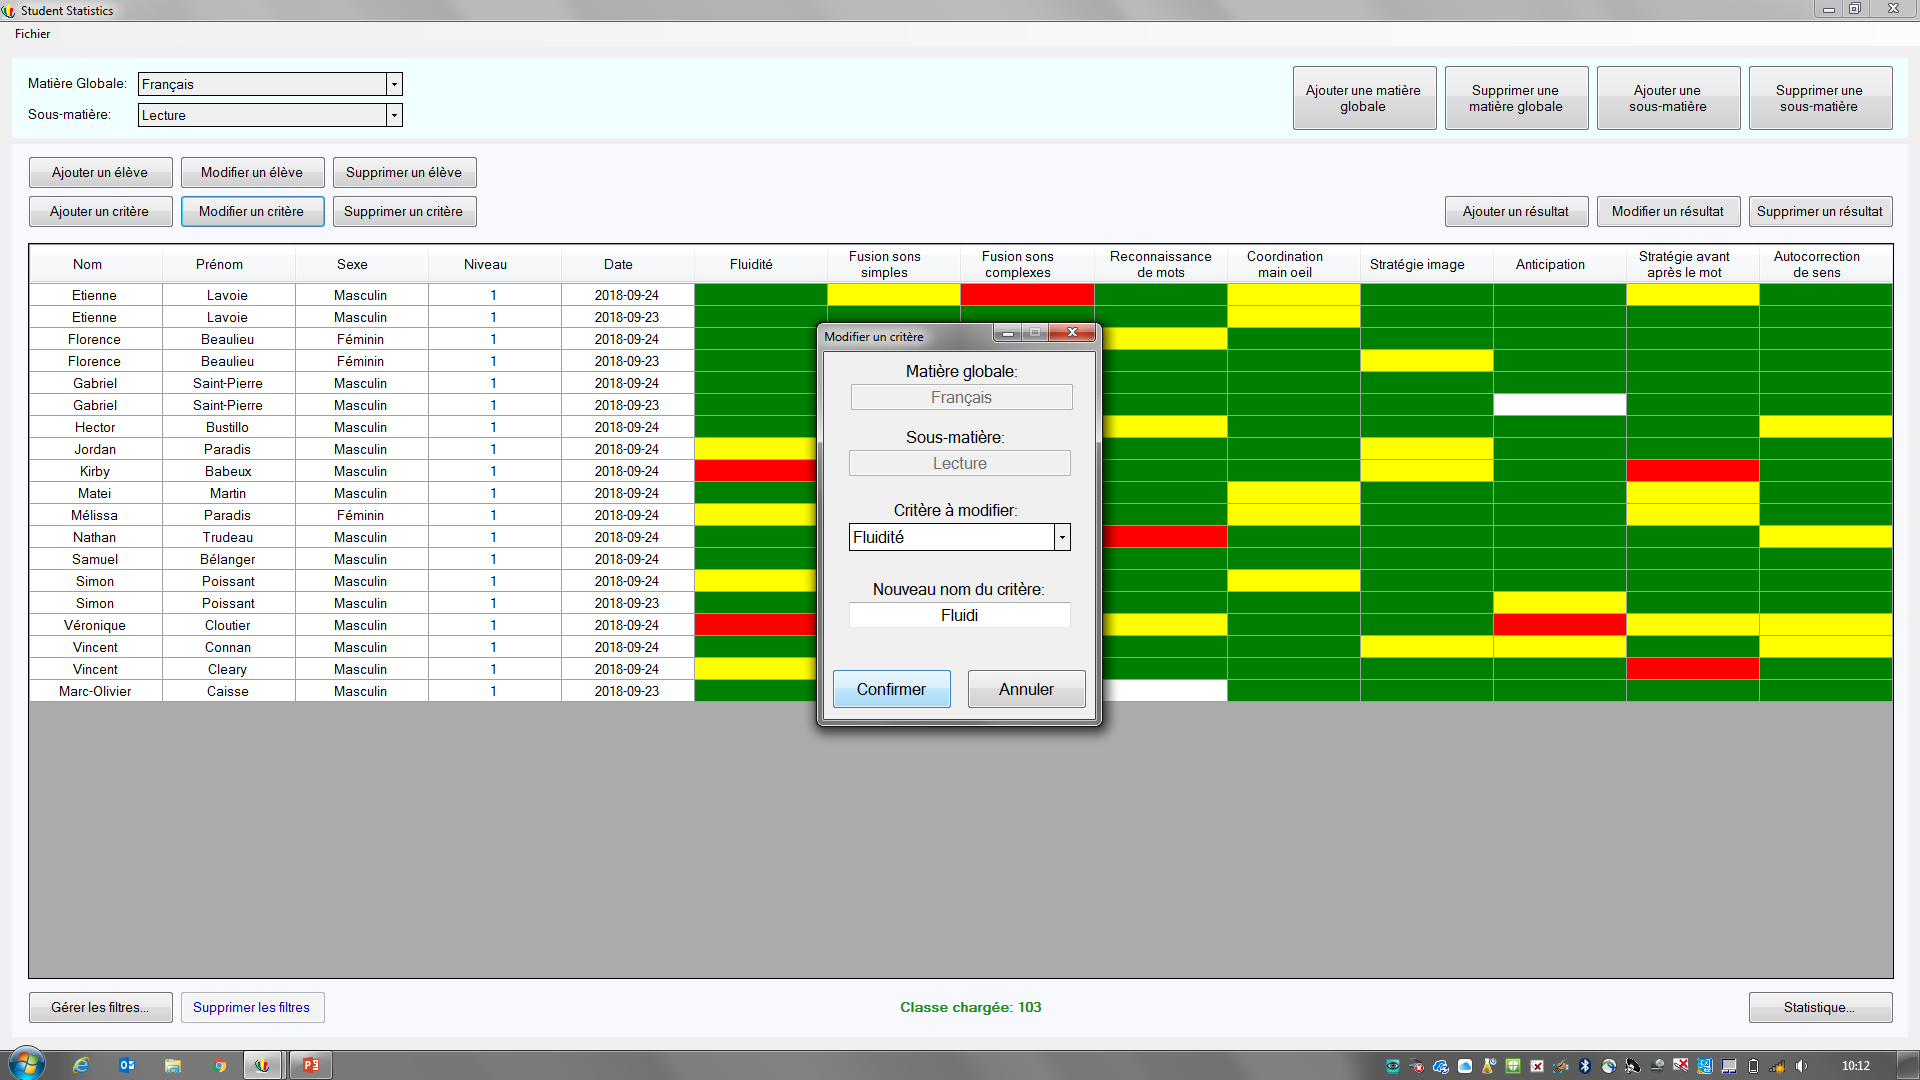 Student Statistics
Fichier
Matière Globale: Français
Sous-matière: Lecture
Ajouter une matière globale
Supprimer une matière globale
Ajouter une sous-matière
Supprimer une sous-matière
Ajouter un élève Modifier un élève Supprimer un élève
Ajouter un critère Modifier un critère Supprimer un critère
Ajouter un résultat Modifier un résultat Supprimer un résultat
Nom Prénom Sexe Niveau Date Fluidité Fusion sons simples Fusion sons complexes Reconnaissance de mots Coordination main oeil Stratégie image Anticipation Stratégie avant après le mot Autocorrection de sens
Etienne Lavoie Masculin 1 2018-09-24
Etienne Lavoie Masculin 1 2018-09-23
Florence Beaulieu Féminin 1 2018-09-24
Florence Beaulieu Féminin 1 2018-09-23
Gabriel Saint-Pierre Masculin 1 2018-09-24
Gabriel Saint-Pierre Masculin 1 2018-09-23
Hector Bustillo Masculin 1 2018-09-24
Jordan Paradis Masculin 1 2018-09-24
Kirby Babeux Masculin 1 2018-09-24
Matei Martin Masculin 1 2018-09-24
Mélissa Paradis Féminin 1 2018-09-24
Nathan Trudeau Masculin 1 2018-09-24
Samuel Bélanger Masculin 1 2018-09-24
Simon Poissant Masculin 1 2018-09-24
Simon Poissant Masculin 1 2018-09-23
Véronique Cloutier Masculin 1 2018-09-24
Vincent Connan Masculin 1 2018-09-24
Vincent Cleary Masculin 1 2018-09-24
Marc-Olivier Caisse Masculin 1 2018-09-23
Modifier un critère
Matière globale:
Français
Sous-matière:
Lecture
Critère à modifier:
Fluidité
Nouveau nom du critère:
Fluidi
Confirmer Annuler
Gérer les filtres... Supprimer les filtres
Classe chargée: 103
Statistique...
10:12